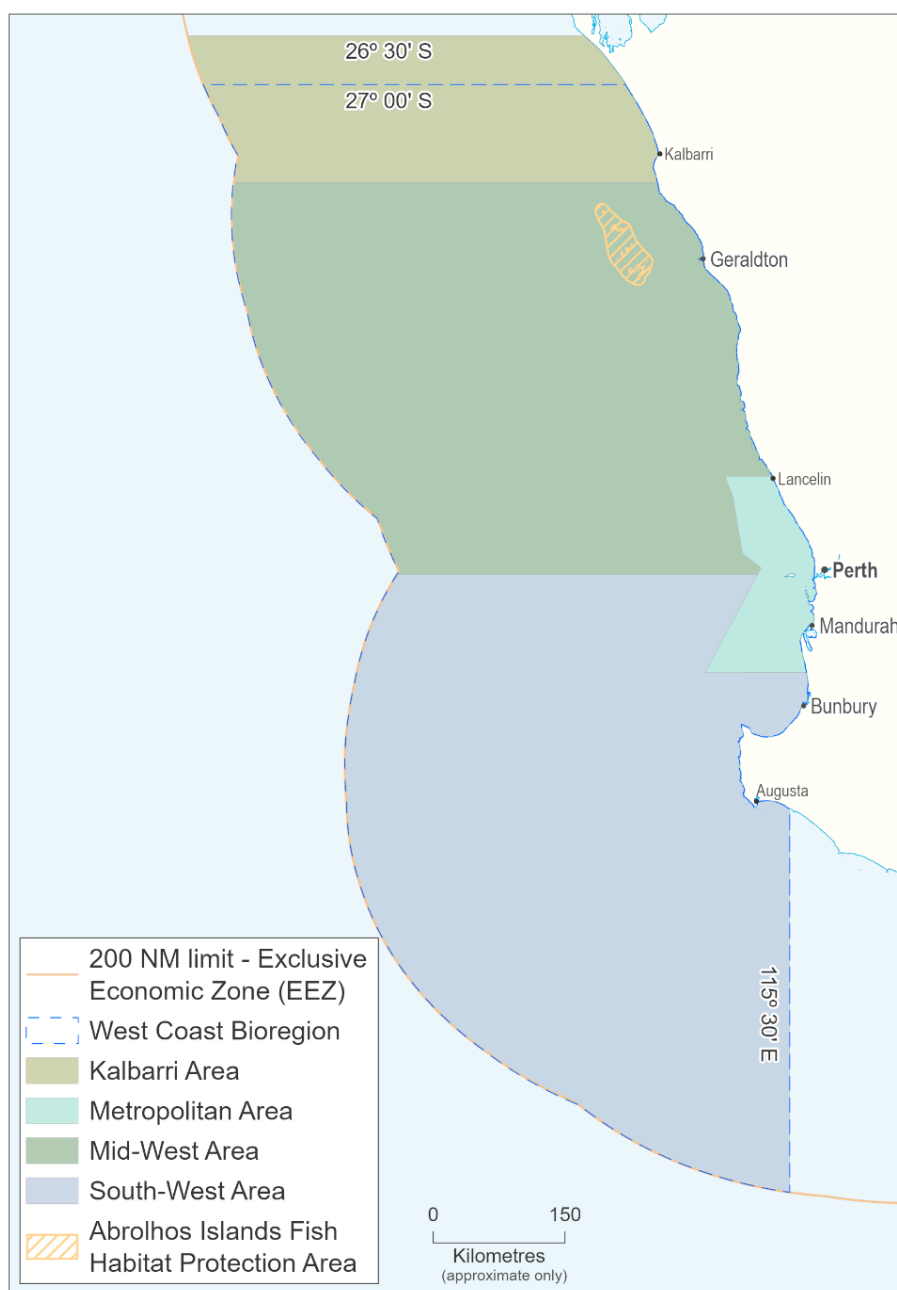 26º 30' S
27º 00' S
Kalbarri
Geraldton
Lancelin
Perth
Mandurah
Bunbury
Augusta
115º 30' E
200 NM limit - Exclusive
Economic Zone (EEZ)
West Coast Bioregion
Kalbarri Area
Metropolitan Area
Mid-West Area
South-West Area
Abrolhos Islands Fish
Habitat Protection Area
0 150
Kilometres
(approximate only)